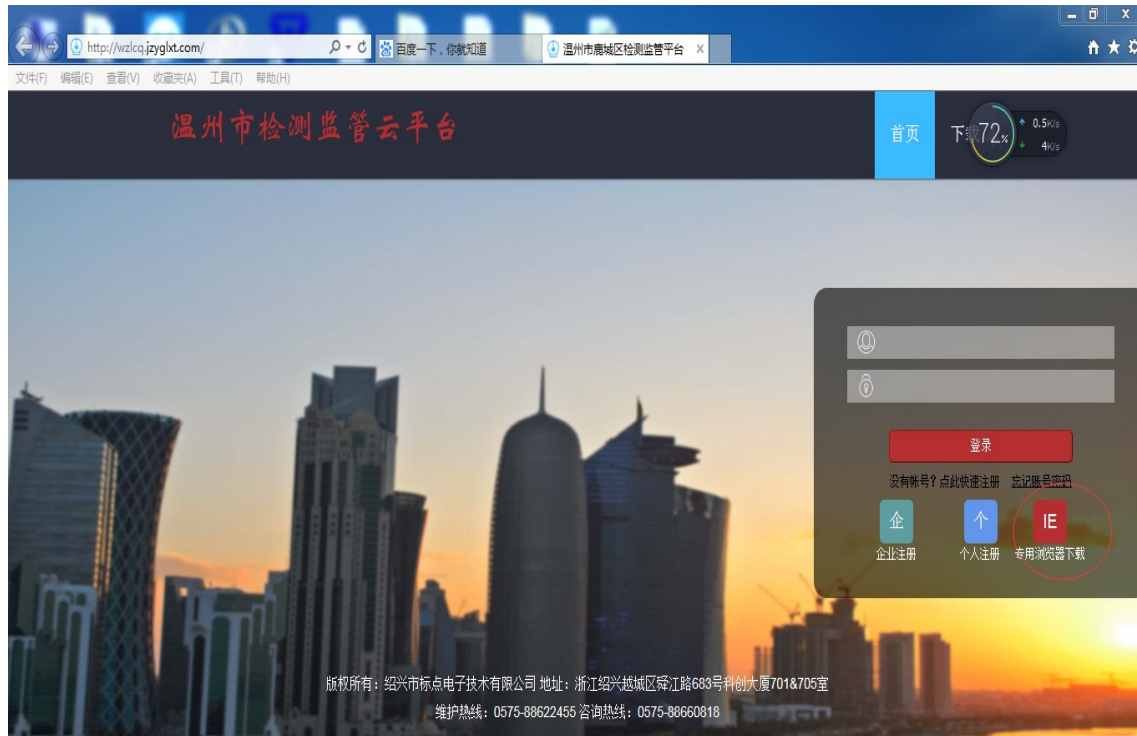 http://wzlcq.jzyglxt.com/
百度一下，你就知道
温州市鹿城区检测监管平台
文件(F) 编辑(E) 查看(V) 收藏夹(A) 工具(T) 帮助(H)
温州市检测监管云平台
首页
下
72%
0.5K/s
4K/s
登录
没有帐号？点此快速注册 忘记账号密码
企 个 IE
企业注册 个人注册 专用浏览器下载
版权所有：绍兴市标点电子技术有限公司 地址：浙江绍兴越城区舜江路683号科创大厦701&705室
维护热线：0575-88622455 咨询热线：0575-88660818